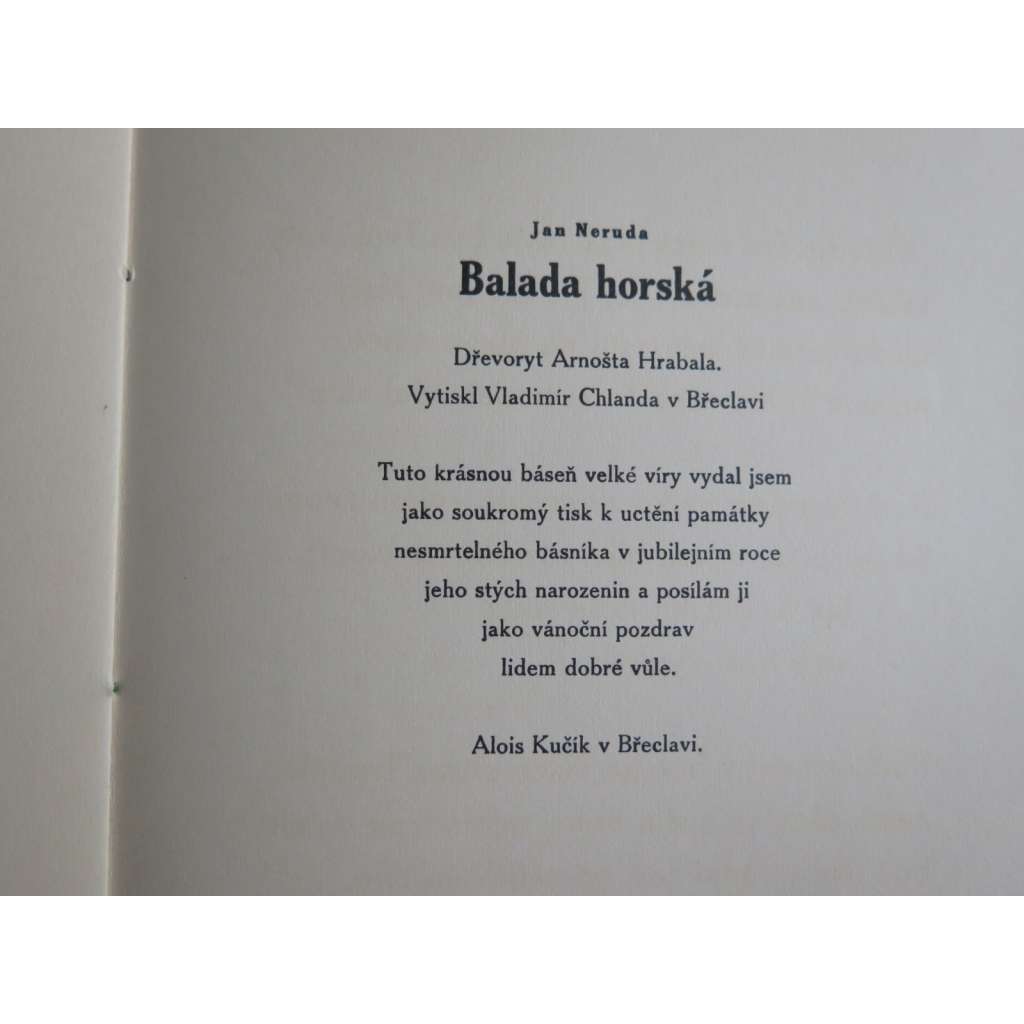 Jan Neruda
Balada horská
Dřevoryt Arnošta Hrabala.
Vytiskl Vladimír Chlanda v Břeclavi
Tuto krásnou báseň velké víry vydal jsem
jako soukromý tisk k uctění památky
nesmrtelného básníka v jubilejním roce
jeho stých narozenin a posílám ji
jako vánoční pozdrav
lidem dobré vůle.
Alois Kučík v Břeclavi.